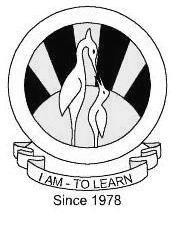 I AM - TO LEARN
Since 1978